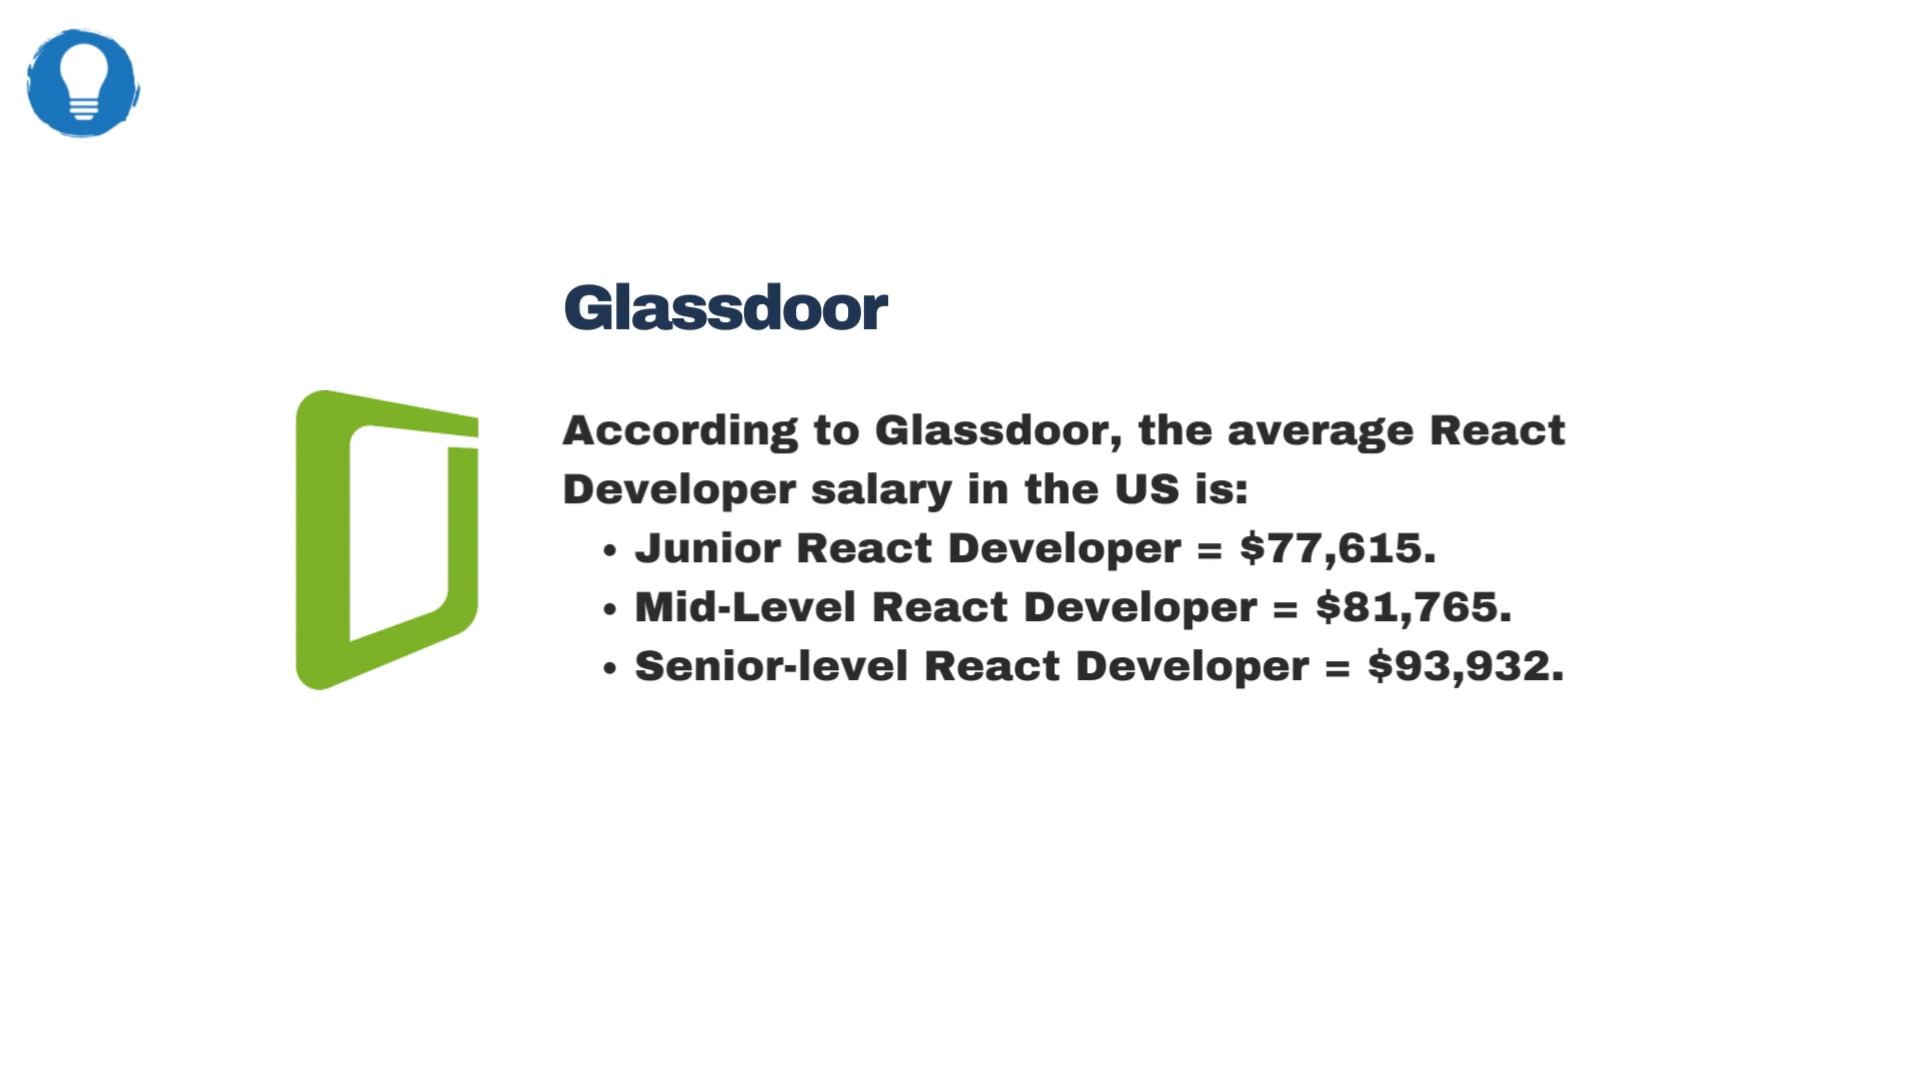 Glassdoor
According to Glassdoor, the average React
Developer salary in the US is:
• Junior React Developer = $77,615.
• Mid-Level React Developer = $81,765.
• Senior-level React Developer = $93,932.